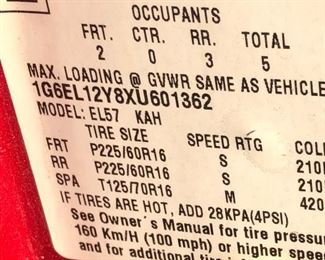 OCCUPANTS
FRT. CTR. RR. TOTAL
2 0 3 5
MAX. LOADING @ GVWR SAME AS VEHICLE
1G6EL12Y8XU601362
MODEL: EL57 KAH
TIRE SIZE SPEED RTG COL
FRT P225/60R16 S 210
RR P225/60R16 S 210
SPA T125/70R16 M 420
IF TIRES ARE HOT, ADD 28KPA(4PSI)
See Owner's Manual for tire pressu
160 Km/H (100 mph) or higher speed
and for additional tire i